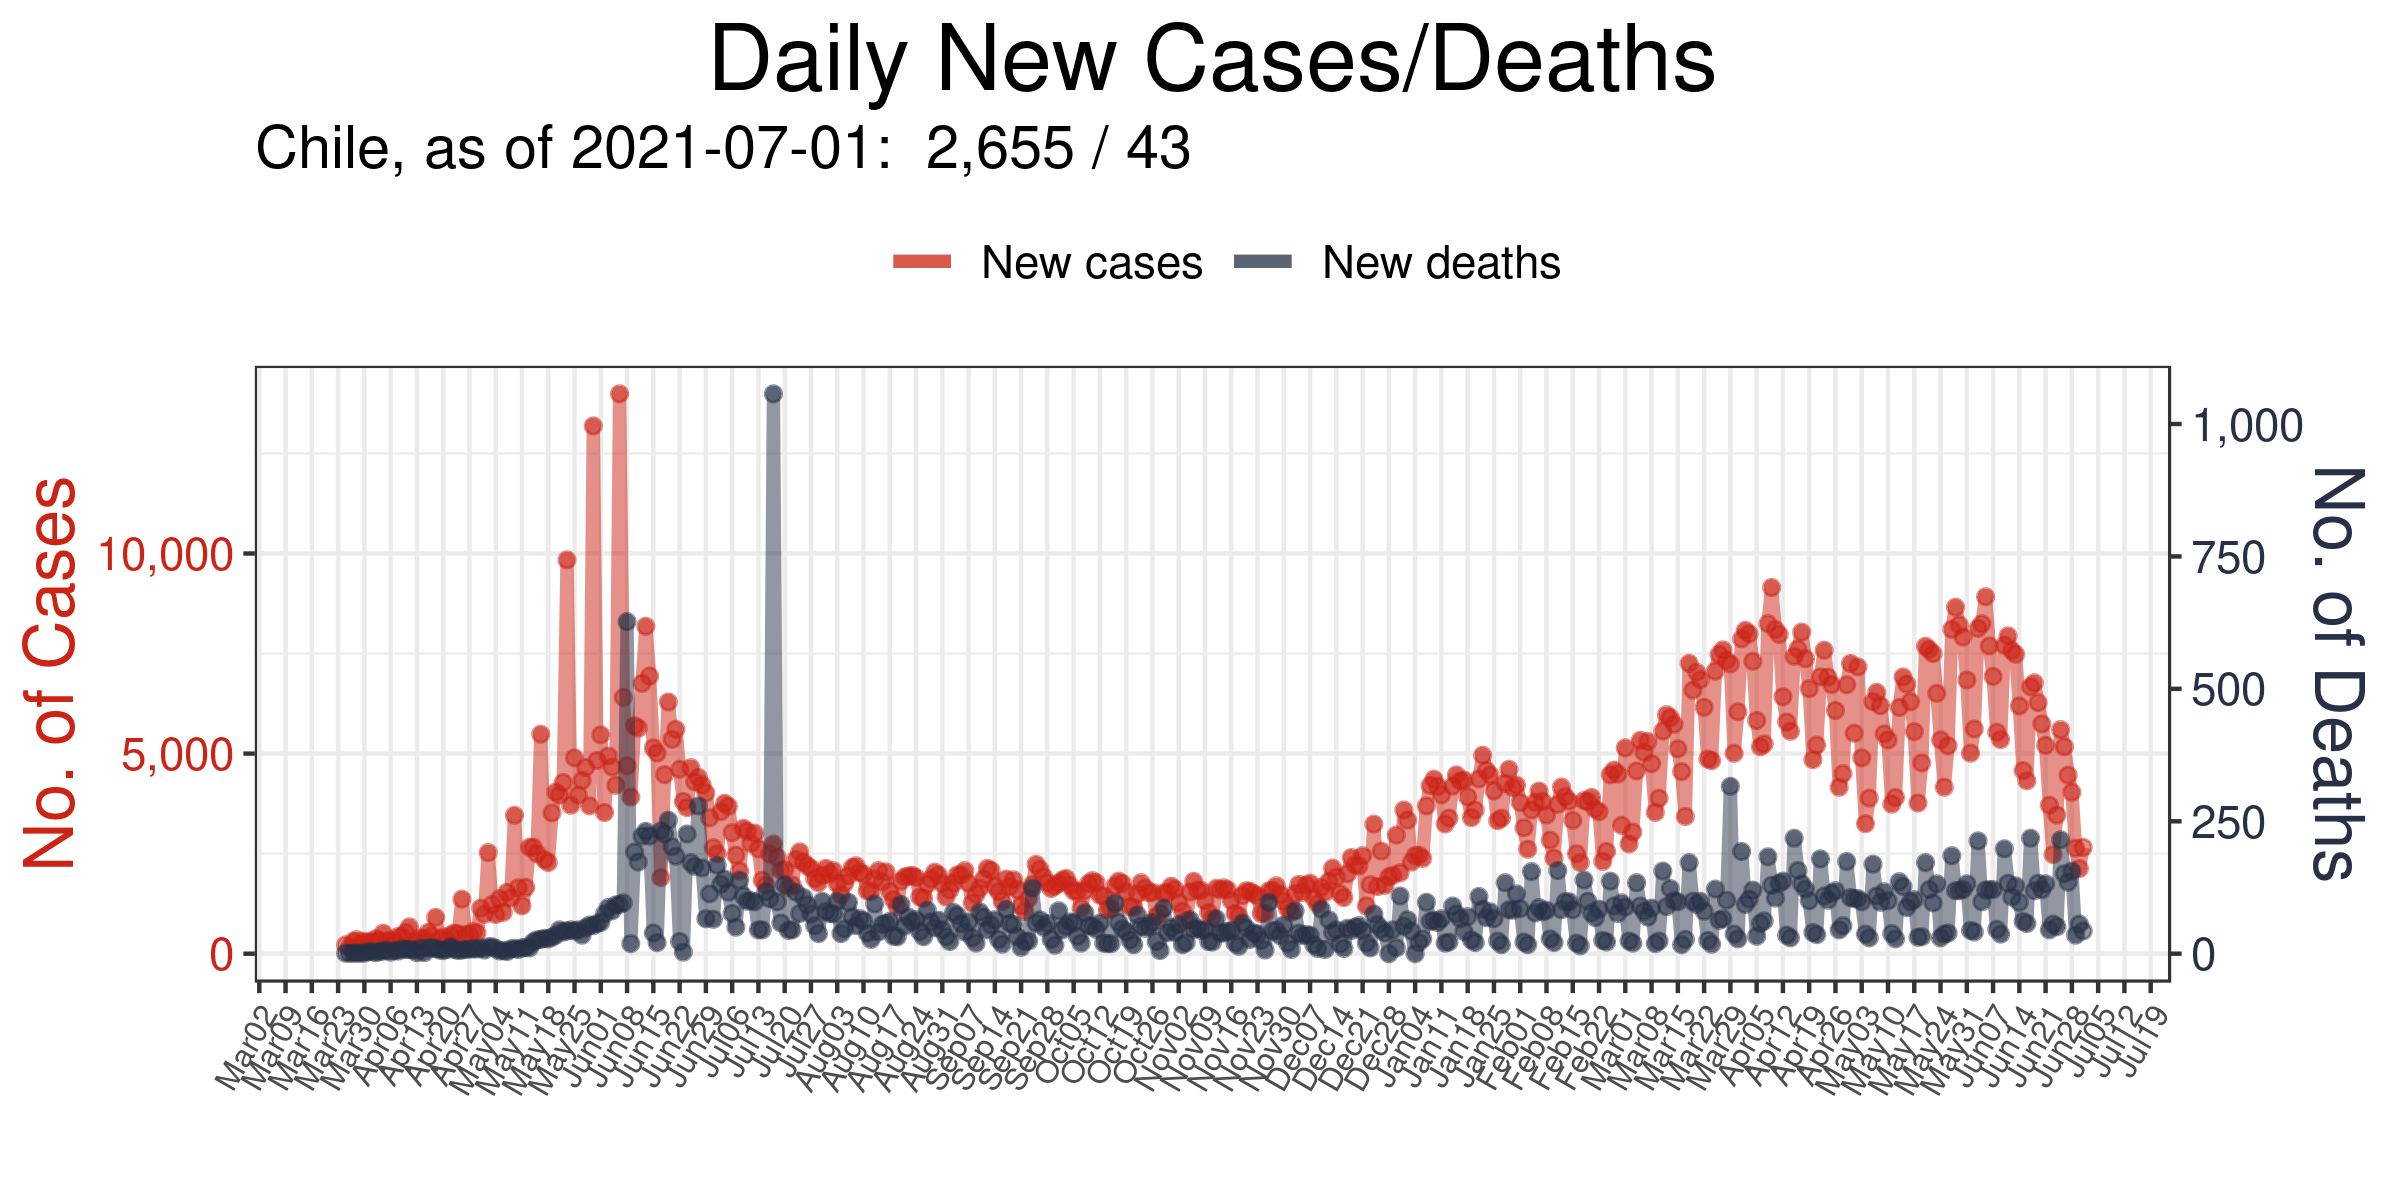 Daily New Cases/Deaths
Chile, as of 2021-07-01:  2,655 / 43
New cases
New deaths
No. of Cases
10,000
5,000
0
1,000
750
500
250
0
No. of Deaths
Mar02
Mar09
Mar16
Mar23
Mar30
Apr06
Apr13
Apr20
Apr27
May04
May11
May18
May25
Jun01
Jun08
Jun15
Jun22
Jun29
Jul06
Jul13
Jul20
Jul27
Aug03
Aug10
Aug17
Aug24
Aug31
Sep07
Sep14
Sep21
Sep28
Oct05
Oct12
Oct19
Oct26
Nov02
Nov09
Nov16
Nov23
Nov30
Dec07
Dec14
Dec21
Dec28
Jan04
Jan11
Jan18
Jan25
Feb01
Feb08
Feb15
Feb22
Mar01
Mar08
Mar15
Mar22
Mar29
Apr05
Apr12
Apr19
Apr26
May03
May10
May17
May24
May31
Jun07
Jun14
Jun21
Jun28
Jul05
Jul12
Jul19